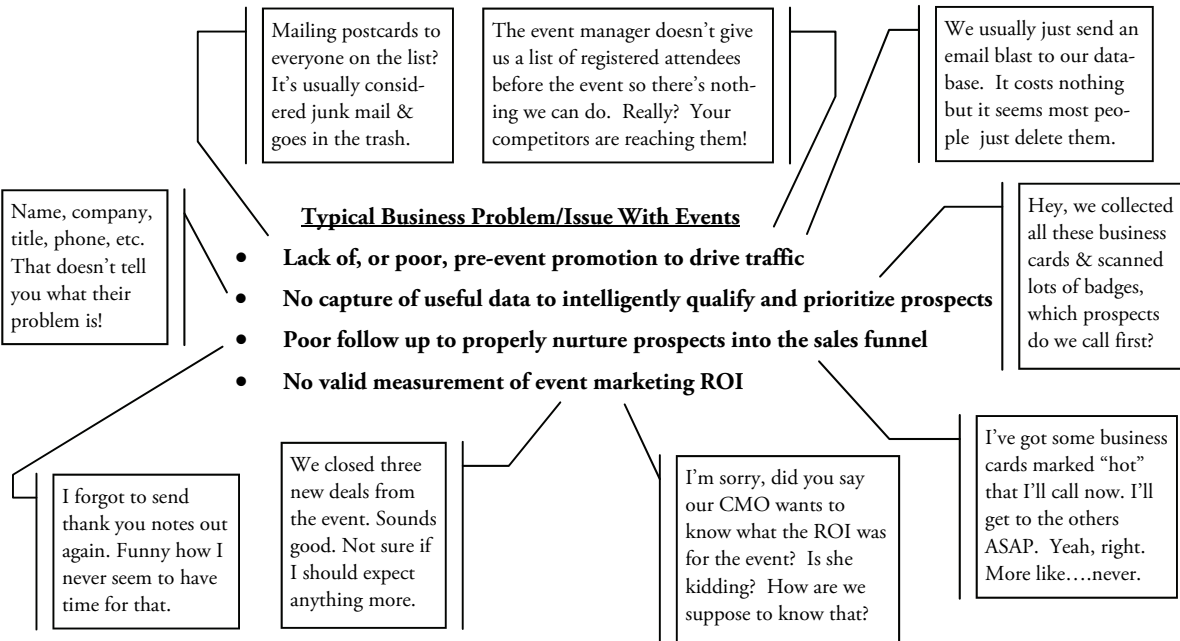 Mailing postcards to
everyone on the list?
It's usually consid-
ered junk mail &
goes in the trash.
The event manager doesn't give
us a list of registered attendees
before the event so there's noth-
ing we can do.  Really?  Your
competitors are reaching them!
We usually just send an
email blast to our data-
base.  It costs nothing
but it seems most peo-
ple  just delete them.
Name, company,
title, phone, etc.
That doesn't tell
you what their
problem is!
Typical Business Problem/Issue With Events
• Lack of, or poor, pre-event promotion to drive traffic
• No capture of useful data to intelligently qualify and prioritize prospects
• Poor follow up to properly nurture prospects into the sales funnel
• No valid measurement of event marketing ROI
Hey, we collected
all these business
cards & scanned
lots of badges,
which prospects
do we call first?
I forgot to send
thank you notes out
again. Funny how I
never seem to have
time for that.
We closed three
new deals from
the event. Sounds
good. Not sure if
I should expect
anything more.
I'm sorry, did you say
our CMO wants to
know what the ROI was
for the event?  Is she
kidding?  How are we
suppose to know that?
I've got some business
cards marked “hot”
that I'll call now. I'll
get to the others
ASAP.  Yeah, right.
More like….never.